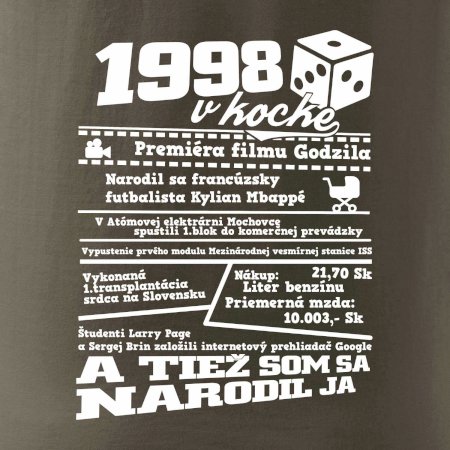 1998
v kocke
Premiéra filmu Godzila
Narodil sa francúzsky
futbalista Kylian Mbappé
V Atómovej elektrárni Mochovce
spustili 1.blok do komerčnej prevádzky
Vypustenie prvého modulu Mezinárodnej vesmírnej stanice ISS
Vykonaná
1.transplantácia
srdca na Slovensku
Nákup: 21,70 Sk
Liter benzínu
Priemerná mzda:
10.003,- Sk
Študenti Larry Page
a Sergej Brin založili internetový prehliadač Google
A TIEŽ SOM SA
NARODIL JA